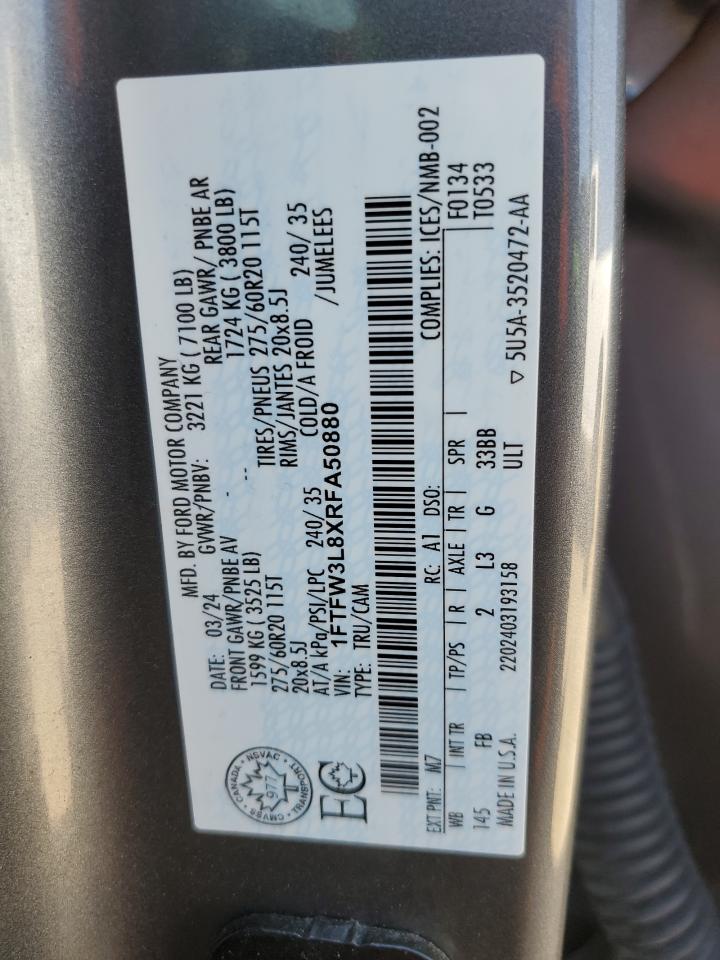 MFD. BY FORD MOTOR COMPANY
DATE: 03/24 GVWR/PNBV: 3221 KG ( 7100 LB)
FRONT GAWR/PNBE AV REAR GAWR/ PNBE AR
1599 KG ( 3525 LB) - 1724 KG ( 3800 LB)
275/60R20 115T -- TIRES/PNEUS 275/60R20 115T
20x8.5J RIMS/JANTES 20x8.5J
AT/A kPa/PSI/LPC 240/ 35 COLD/A FROID 240/ 35
VIN: 1FTFW3L8XRFA50880 /JUMELEES
TYPE: TRU/CAM
CANADA · NSVAC · TRANSPORT · CMVSS
977
EC
COMPLIES: ICES/NMB-002
EXT PNT: M7 RC: A1 DSO: F0134
WB | INT TR | TP/PS | R | AXLE | TR | SPR T0533
145 FB 2 L3 G 33BB
MADE IN U.S.A. 2202403193158 ULT ▽ 5U5A-3520472-AA